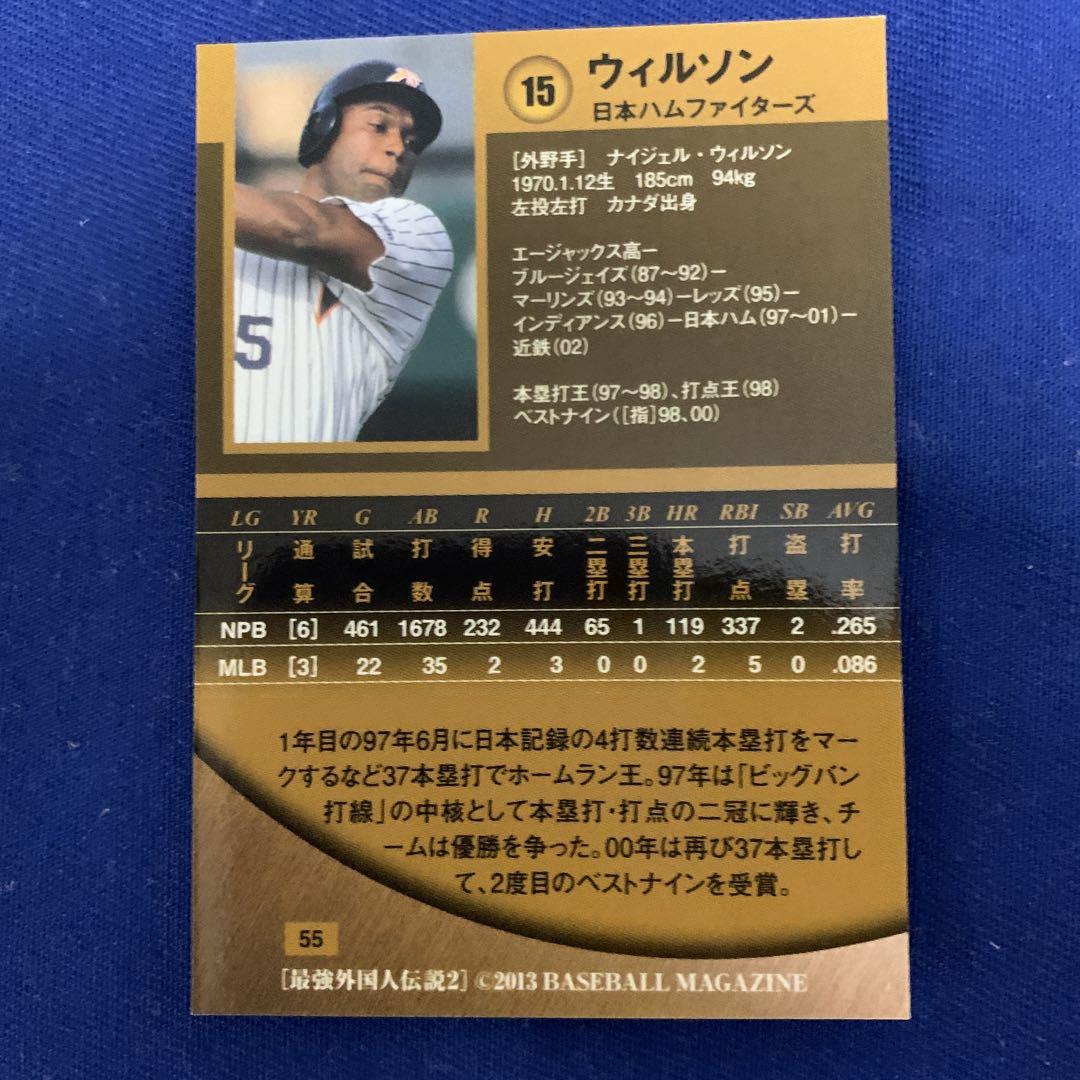 15 ウィルソン
日本ハムファイターズ
[外野手] ナイジェル・ウィルソン
1970.1.12生 185cm 94kg
左投左打 カナダ出身
エージャックス高ー
ブルージェイズ(87〜92)ー
マーリンズ(93〜94)ーレッズ(95)ー
インディアンス(96)ー日本ハム(97〜01)ー
近鉄(02)
本塁打王(97〜98)、打点王(98)
ベストナイン([指]98、00)
5
LG YR G AB R H 2B 3B HR RBI SB AVG
リーグ 通算 試合 打数 得点 安打 二塁打 三塁打 本塁打 打点 盗塁 打率
NPB [6] 461 1678 232 444 65 1 119 337 2 .265
MLB [3] 22 35 2 3 0 0 2 5 0 .086
1年目の97年6月に日本記録の4打数連続本塁打をマー
クするなど37本塁打でホームラン王。97年は「ビッグバン
打線」の中核として本塁打・打点の二冠に輝き、チ
ームは優勝を争った。00年は再び37本塁打し
て、2度目のベストナインを受賞。
55
[最強外国人伝説2] ©2013 BASEBALL MAGAZINE